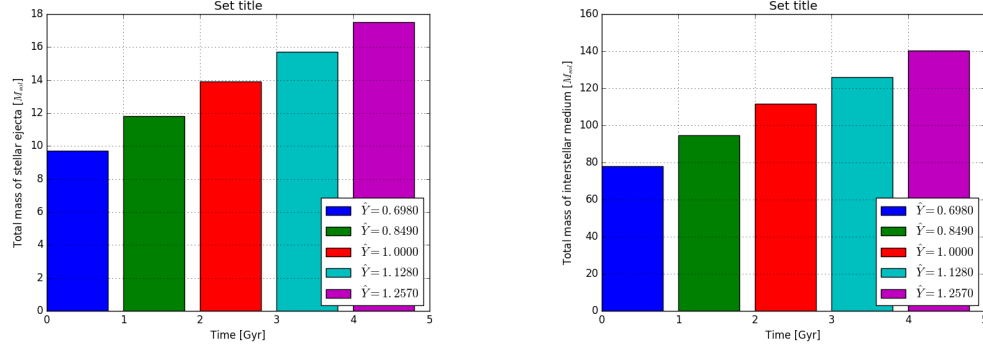 Set title
Total mass of stellar ejecta [M_sol]
18
16
14
12
10
8
6
4
2
0
Ŷ = 0.6980
Ŷ = 0.8490
Ŷ = 1.0000
Ŷ = 1.1280
Ŷ = 1.2570
0 1 2 3 4 5
Time [Gyr]
Set title
Total mass of interstellar medium [M_sol]
160
140
120
100
80
60
40
20
0
Ŷ = 0.6980
Ŷ = 0.8490
Ŷ = 1.0000
Ŷ = 1.1280
Ŷ = 1.2570
0 1 2 3 4 5
Time [Gyr]